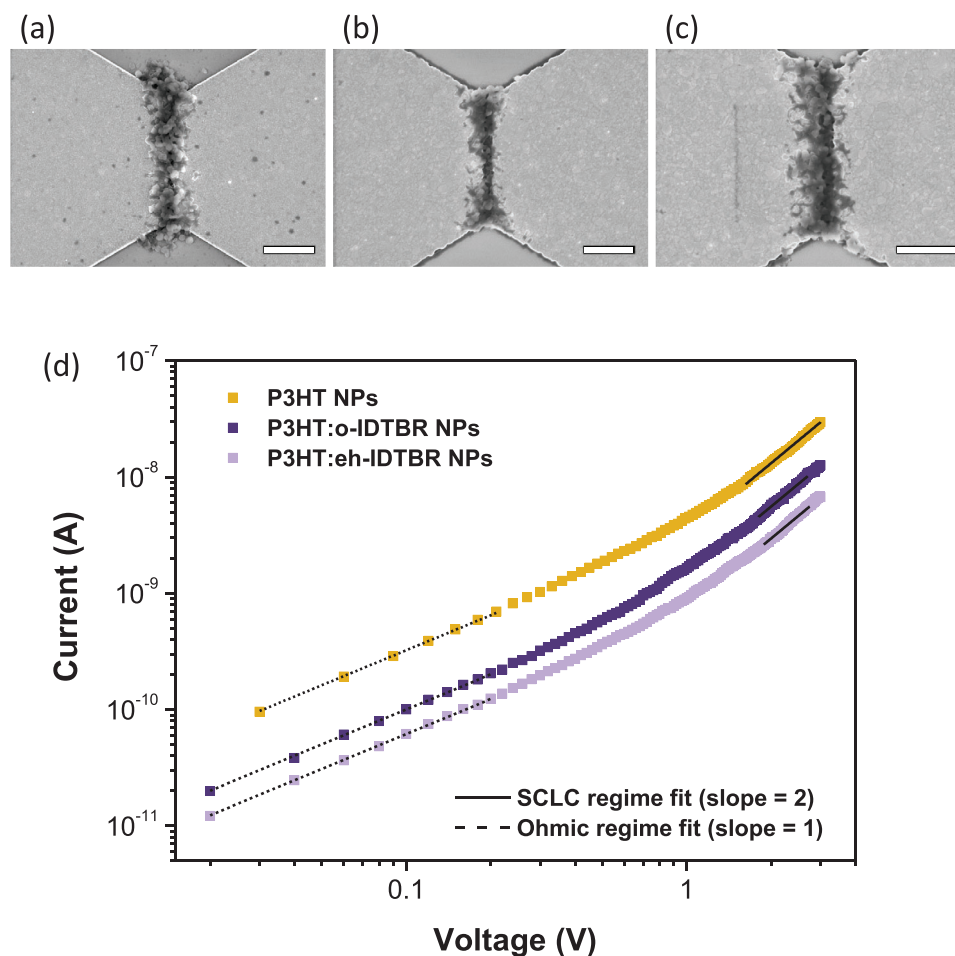 (a)
(b)
(c)
(d)
10⁻⁷
10⁻⁸
10⁻⁹
10⁻¹⁰
10⁻¹¹
Current (A)
P3HT NPs
P3HT:o-IDTBR NPs
P3HT:eh-IDTBR NPs
SCLC regime fit (slope = 2)
Ohmic regime fit (slope = 1)
0.1
1
Voltage (V)